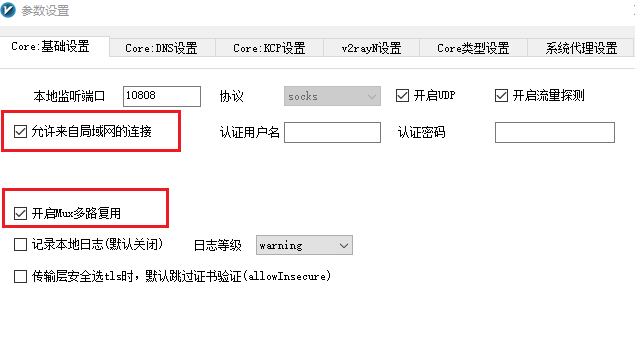 参数设置
Core:基础设置 Core:DNS设置 Core:KCP设置 v2rayN设置 Core类型设置 系统代理设置
本地监听端口 10808 协议 socks 开启UDP 开启流量探测
允许来自局域网的连接 认证用户名 认证密码
开启Mux多路复用
记录本地日志(默认关闭) 日志等级 warning
传输层安全选tls时，默认跳过证书验证(allowInsecure)